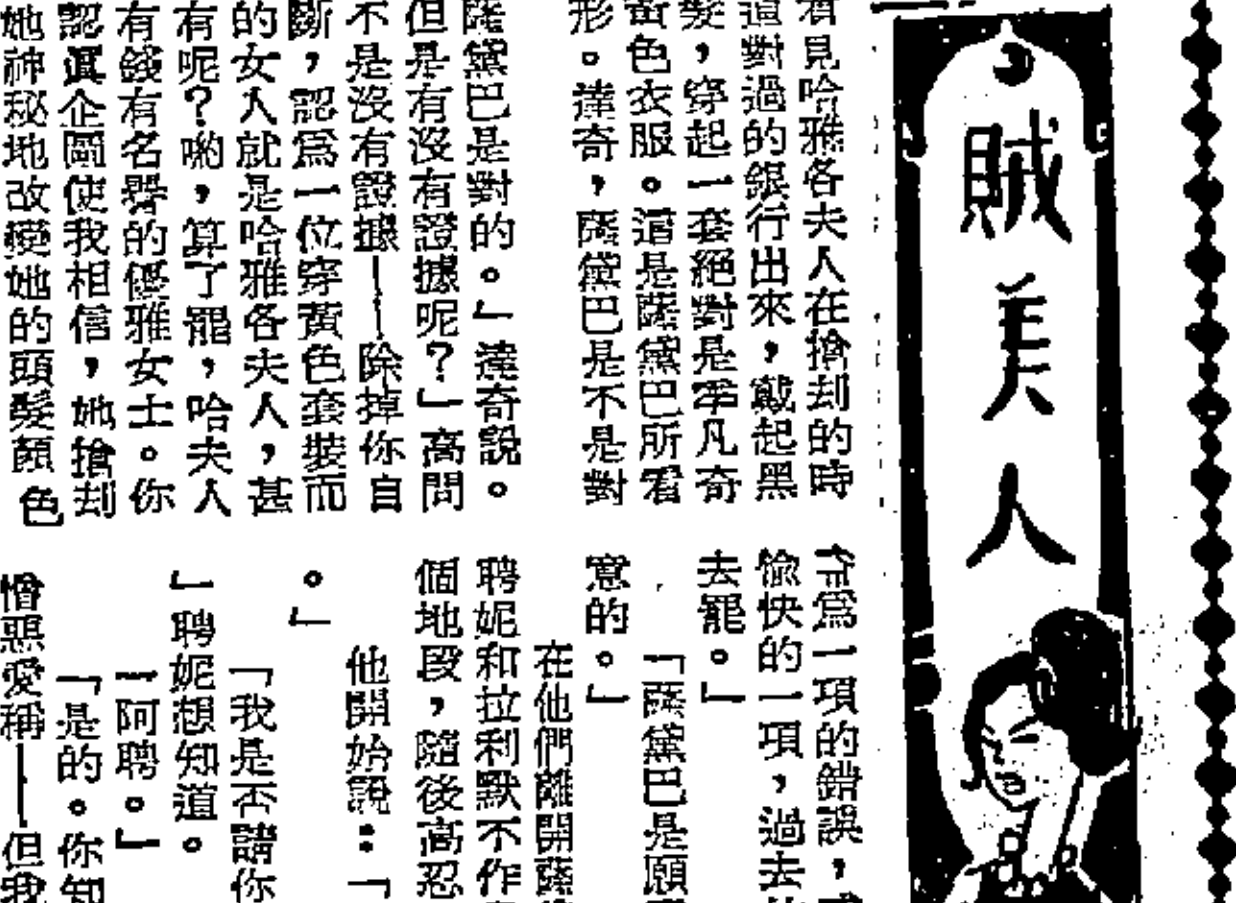 賊美人
看見哈雅各夫人在搶刦的時
道對過的銀行出來，戴起黑
髮，穿起一套絕對是平凡奇
黃色衣服。這是薩黛巴所看
形。達奇，薩黛巴是不是對
薩黛巴是對的。」達奇說。
但是有沒有證據呢？」高問
不是沒有證據——除掉你自
斷，認爲一位穿黃色套裝而
的女人就是哈雅各夫人，甚
有呢？喲，算了罷，哈夫人
有錢有名譽的優雅女士。你
認眞企圖使我相信，她搶刦
她神秘地改變她的頭髮顏色
爲一項的錯誤，
愉快的一項，過去
去罷。」
「薩黛巴是願
意的。」
在他們離開薩
聘妮和拉利默不作
個地段，隨後高忍
他開始說：「
。」
「我是否請你
」聘妮想知道。
「阿聘。」
「是的。你知
憎惡愛稱——但我